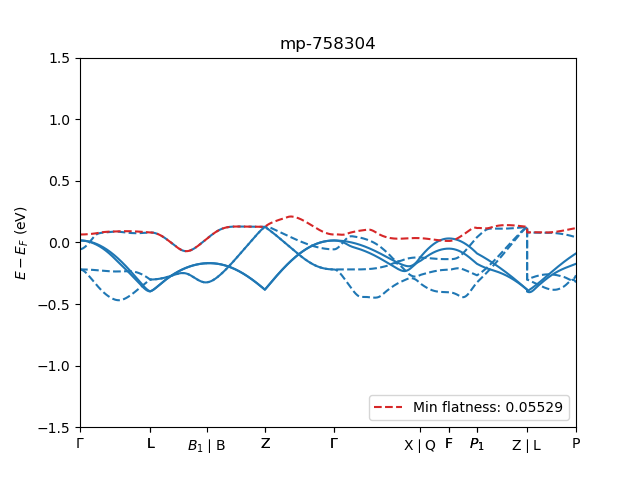 mp-758304
1.5
1.0
0.5
0.0
−0.5
−1.0
−1.5
E − E_F (eV)
Min flatness: 0.05529
Γ L B₁ | B Z Γ X | Q F P₁ Z | L P